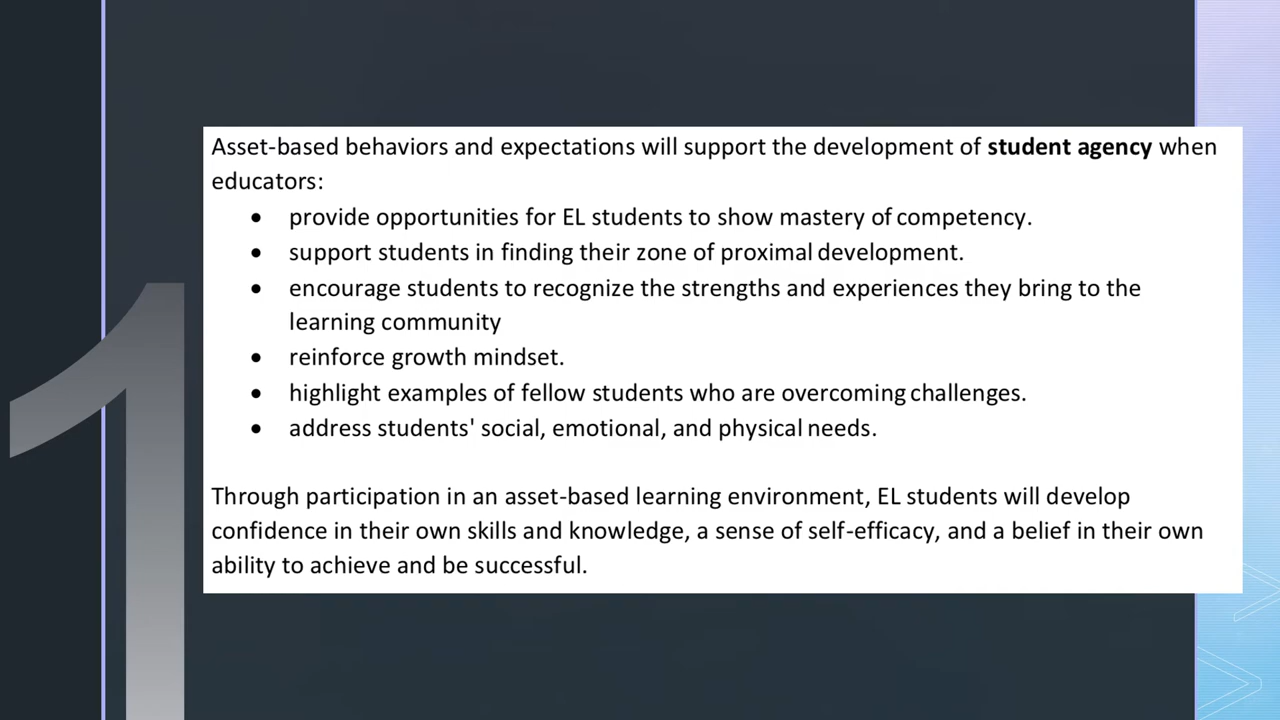 Asset-based behaviors and expectations will support the development of student agency when
educators:
• provide opportunities for EL students to show mastery of competency.
• support students in finding their zone of proximal development.
• encourage students to recognize the strengths and experiences they bring to the
learning community
• reinforce growth mindset.
• highlight examples of fellow students who are overcoming challenges.
• address students' social, emotional, and physical needs.
Through participation in an asset-based learning environment, EL students will develop
confidence in their own skills and knowledge, a sense of self-efficacy, and a belief in their own
ability to achieve and be successful.
1